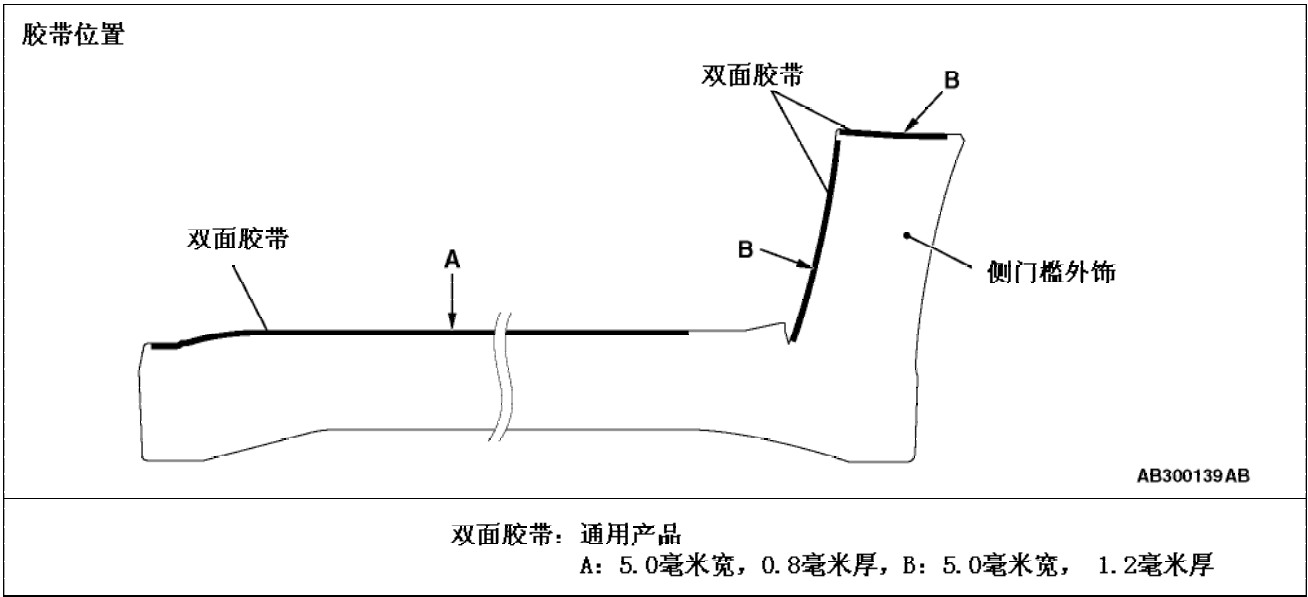 胶带位置
双面胶带
B
双面胶带
A
B
侧门槛外饰
AB300139AB
双面胶带：通用产品
A：5.0毫米宽，0.8毫米厚，B：5.0毫米宽， 1.2毫米厚